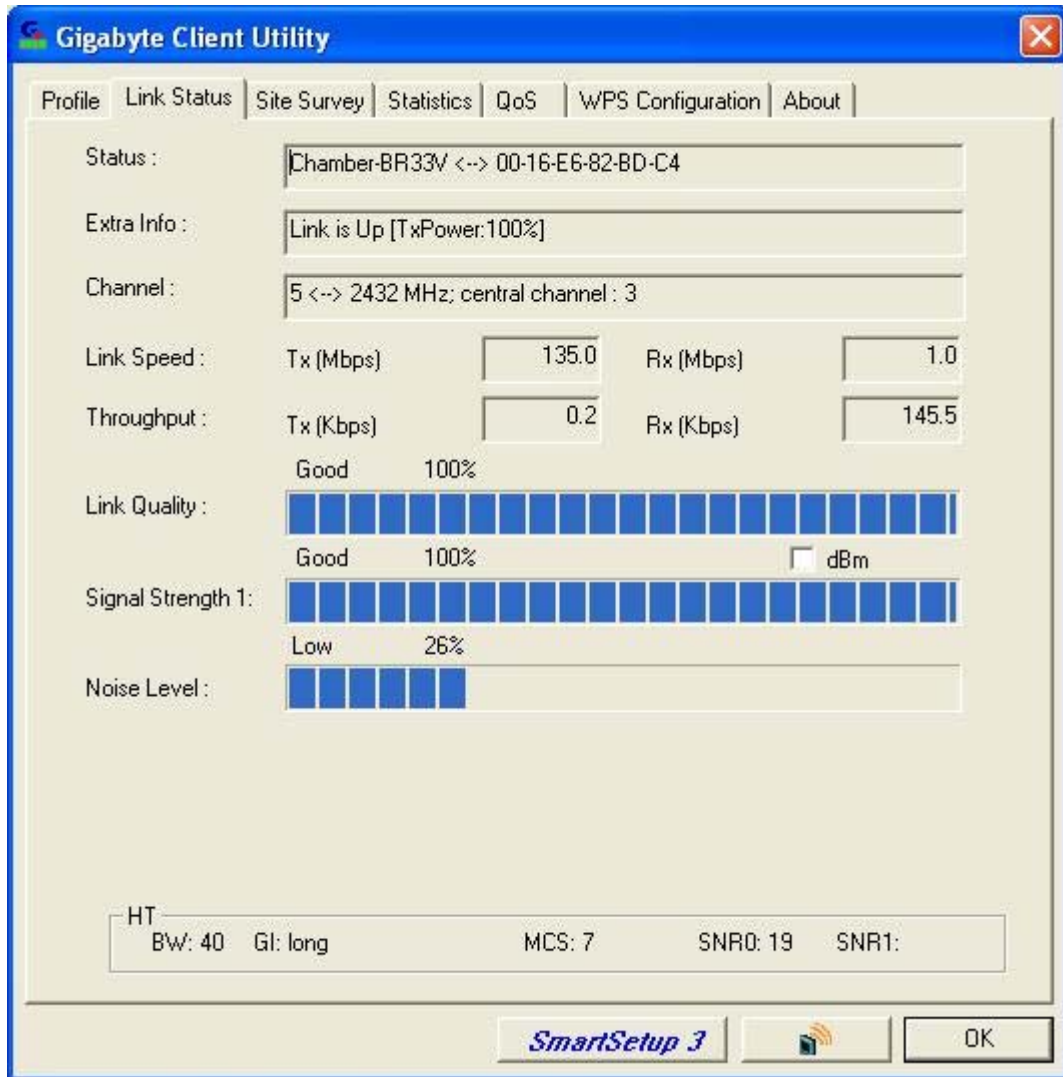 Gigabyte Client Utility
Profile Link Status Site Survey Statistics QoS WPS Configuration About
Status : Chamber-BR33V <--> 00-16-E6-82-BD-C4
Extra Info : Link is Up [TxPower:100%]
Channel : 5 <--> 2432 MHz; central channel : 3
Link Speed : Tx (Mbps) 135.0 Rx (Mbps) 1.0
Throughput : Tx (Kbps) 0.2 Rx (Kbps) 145.5
Good 100%
Link Quality :
Good 100% dBm
Signal Strength 1:
Low 26%
Noise Level :
HT
BW: 40 GI: long MCS: 7 SNR0: 19 SNR1:
SmartSetup 3 OK